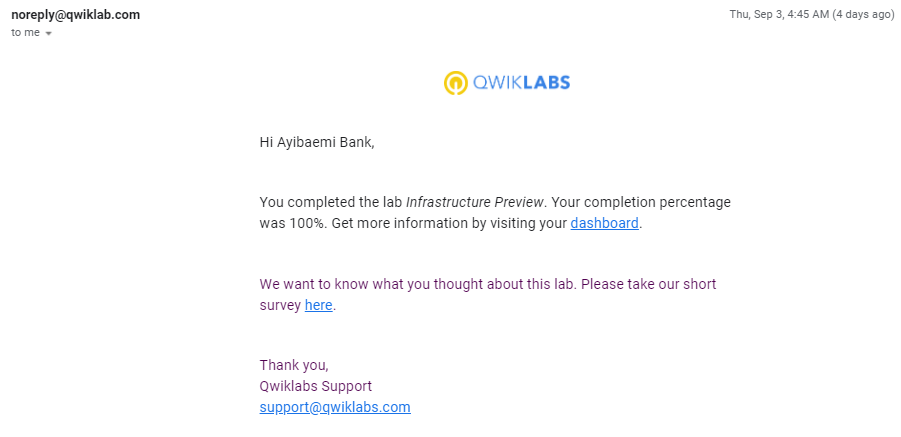 noreply@qwiklab.com
Thu, Sep 3, 4:45 AM (4 days ago)
to me
QWIKLABS
Hi Ayibaemi Bank,
You completed the lab Infrastructure Preview. Your completion percentage
was 100%. Get more information by visiting your dashboard.
We want to know what you thought about this lab. Please take our short
survey here.
Thank you,
Qwiklabs Support
support@qwiklabs.com